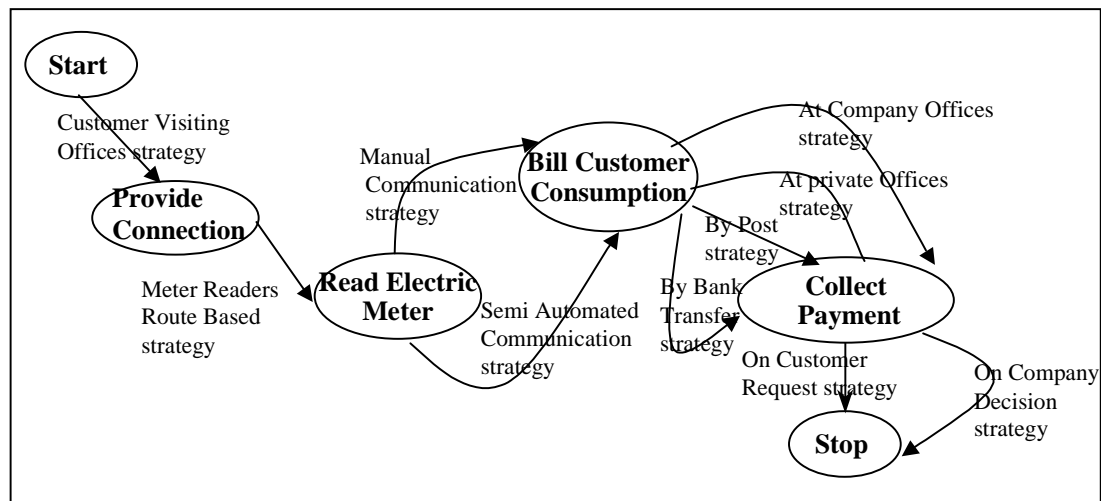 Start
Customer Visiting
Offices strategy
Provide
Connection
Meter Readers
Route Based
strategy
Read Electric
Meter
Manual
Communication
strategy
Semi Automated
Communication
strategy
Bill Customer
Consumption
At Company Offices
strategy
At private Offices
strategy
By Post
strategy
By Bank
Transfer
strategy
Collect
Payment
On Customer
Request strategy
On Company
Decision
strategy
Stop